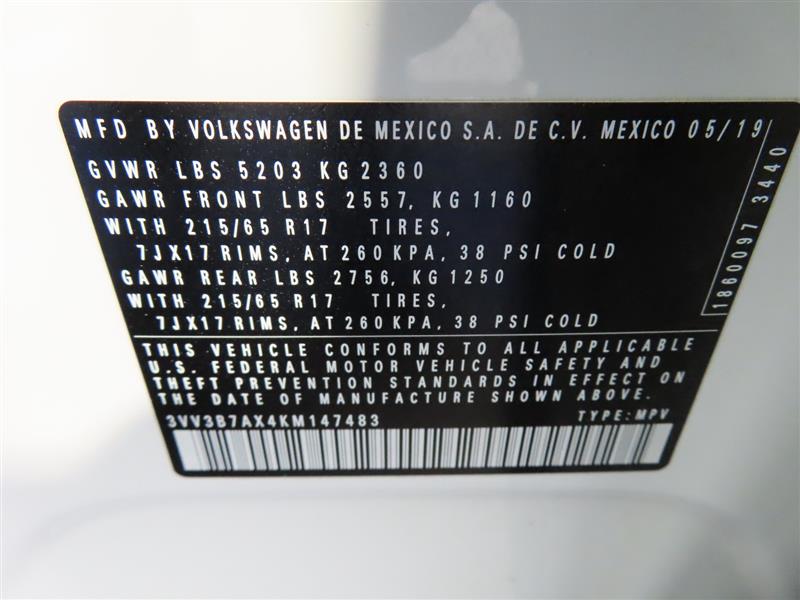 MFD BY VOLKSWAGEN DE MEXICO S.A. DE C.V. MEXICO 05/19
GVWR LBS 5203 KG 2360
GAWR FRONT LBS 2557, KG 1160
WITH 215/65 R17 TIRES,
7JX17 RIMS, AT 260 KPA, 38 PSI COLD
GAWR REAR LBS 2756, KG 1250
WITH 215/65 R17 TIRES,
7JX17 RIMS, AT 260 KPA, 38 PSI COLD
1860097 3440
THIS VEHICLE CONFORMS TO ALL APPLICABLE
U.S. FEDERAL MOTOR VEHICLE SAFETY AND
THEFT PREVENTION STANDARDS IN EFFECT ON
THE DATE OF MANUFACTURE SHOWN ABOVE.
3VV3B7AX4KM147483 TYPE: MPV